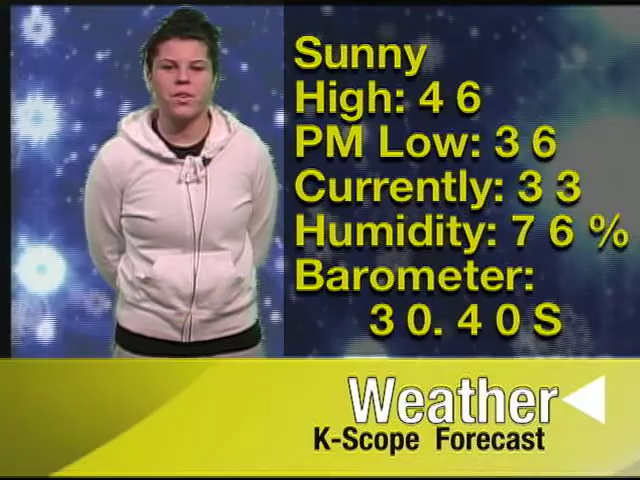 Sunny
High: 4 6
PM Low: 3 6
Currently: 3 3
Humidity: 7 6 %
Barometer:
3 0. 4 0 S
Weather
K-Scope Forecast